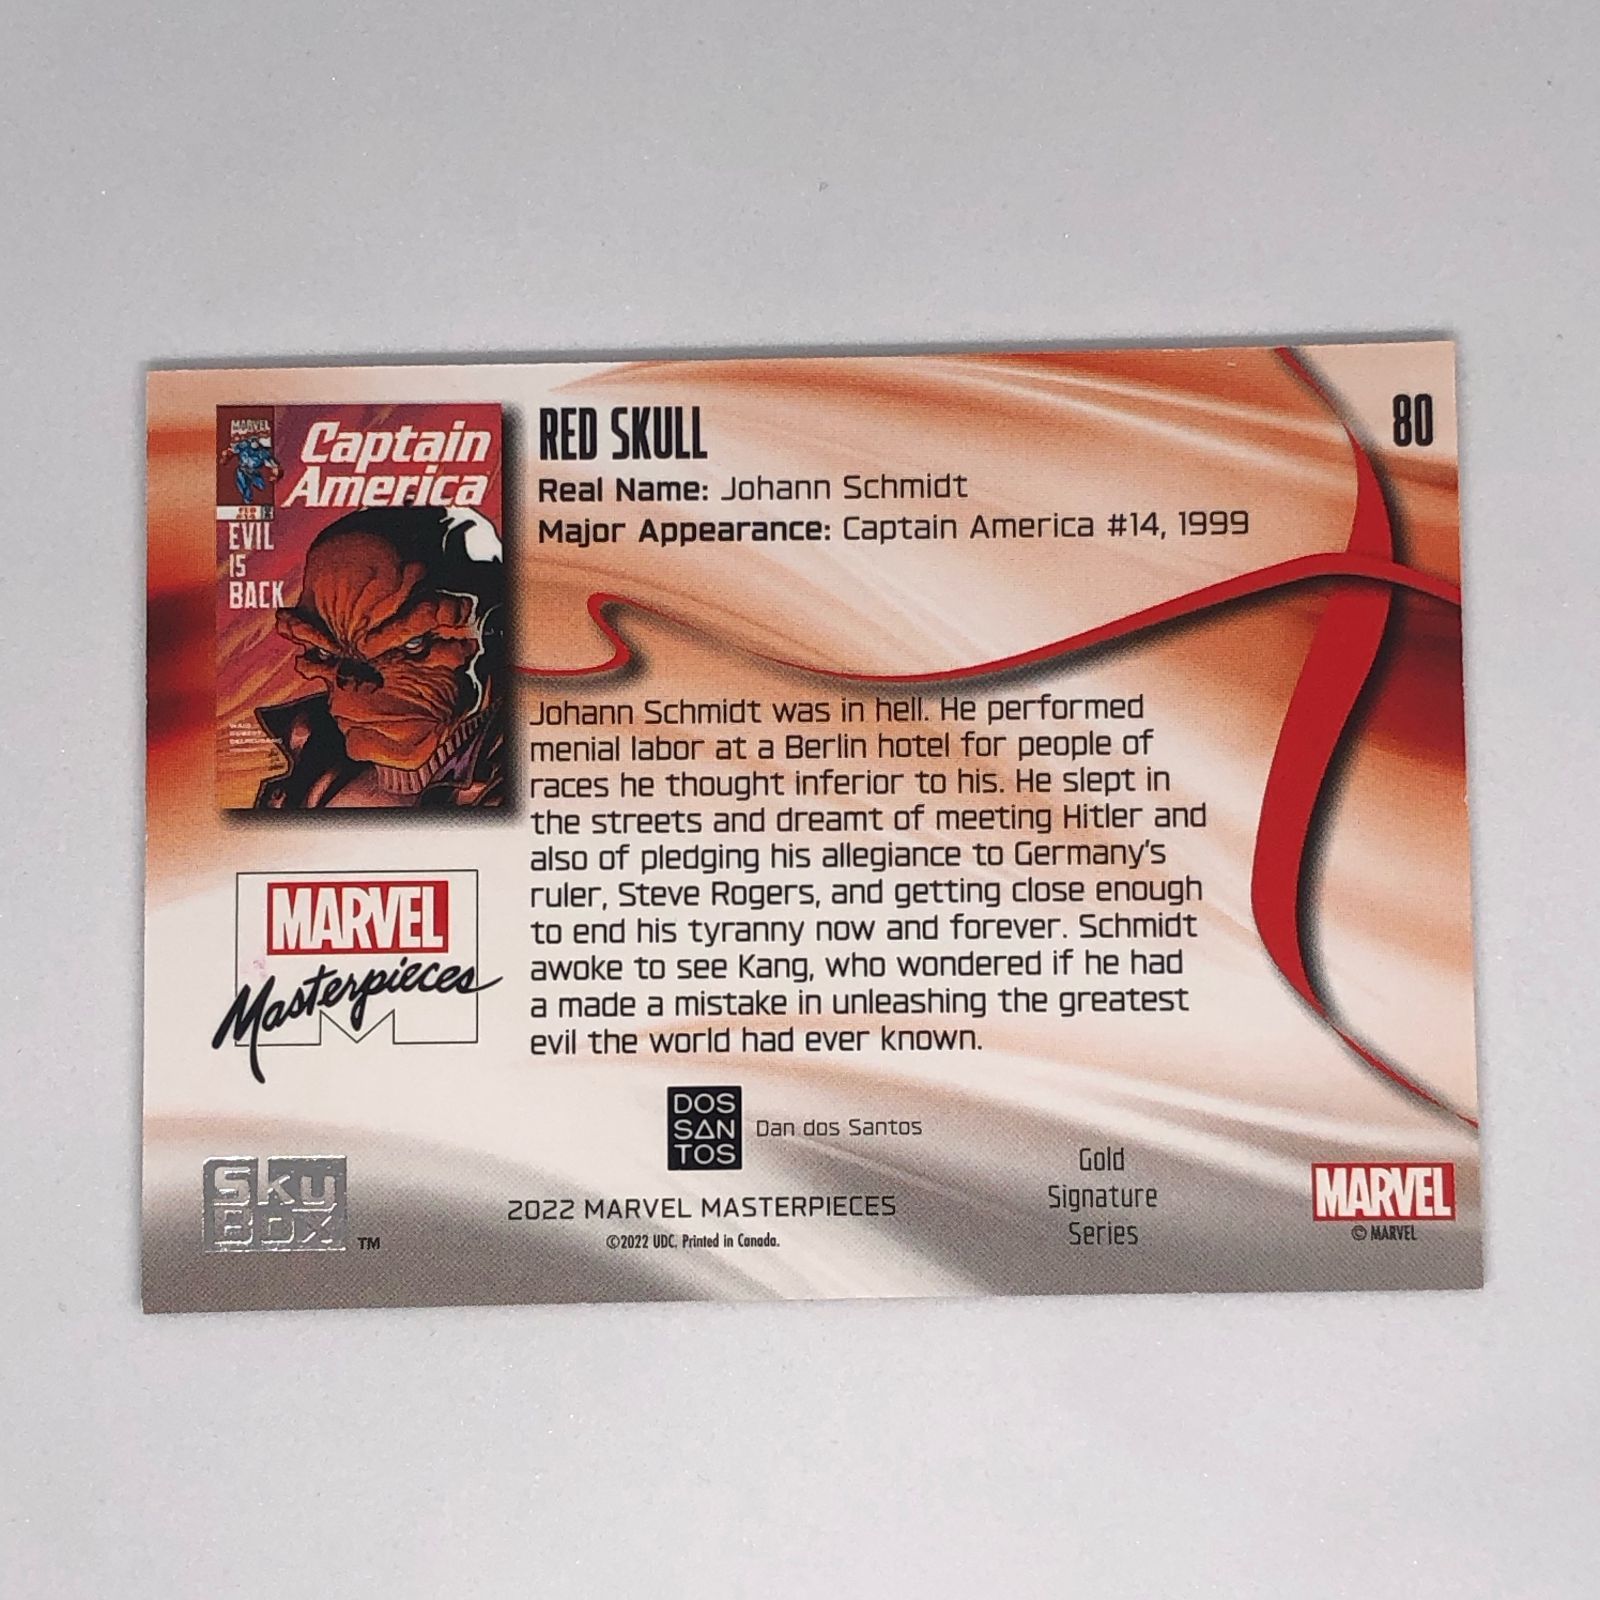 MARVEL
Captain
America
EVIL
IS
BACK
RED SKULL
80
Real Name: Johann Schmidt
Major Appearance: Captain America #14, 1999
Johann Schmidt was in hell. He performed
menial labor at a Berlin hotel for people of
races he thought inferior to his. He slept in
the streets and dreamt of meeting Hitler and
also of pledging his allegiance to Germany's
ruler, Steve Rogers, and getting close enough
to end his tyranny now and forever. Schmidt
awoke to see Kang, who wondered if he had
a made a mistake in unleashing the greatest
evil the world had ever known.
MARVEL
Masterpieces
DOS
SAN
TOS
Dan dos Santos
SkyBox TM
2022 MARVEL MASTERPIECES
©2022 UDC. Printed in Canada.
Gold
Signature
Series
MARVEL
© MARVEL